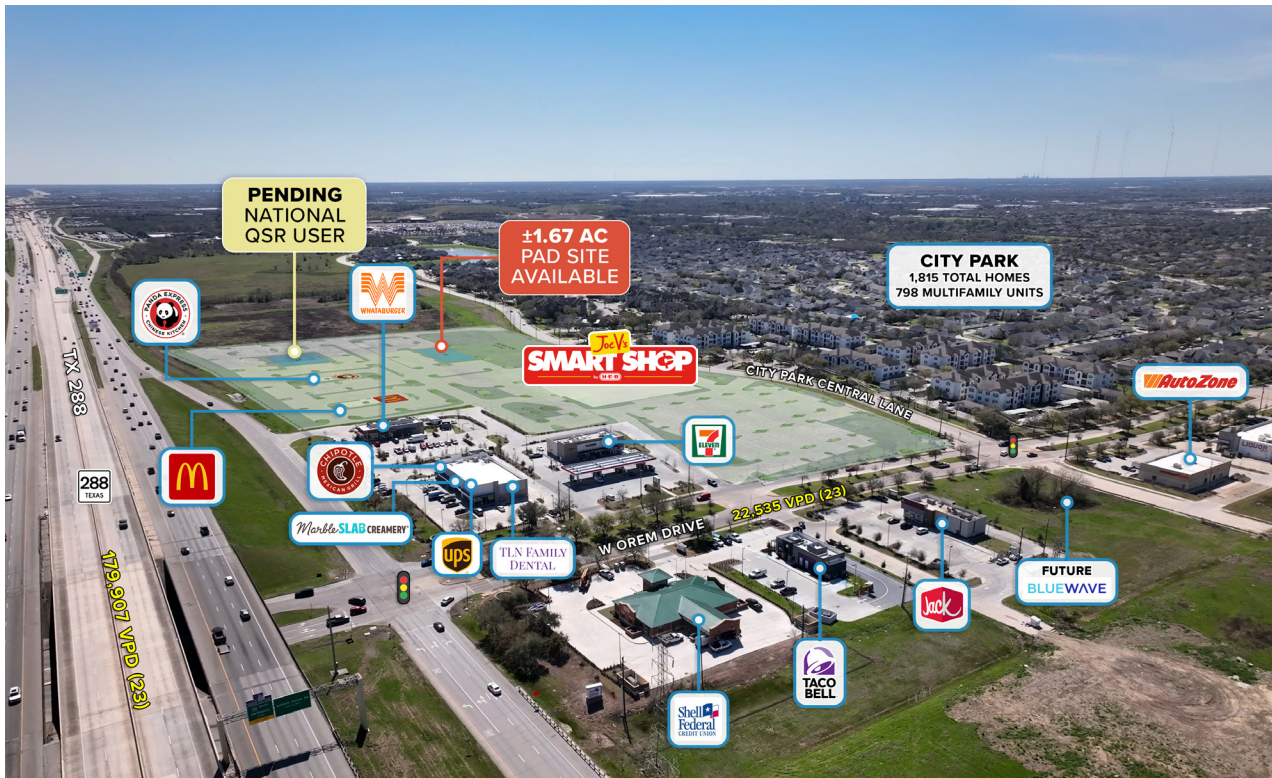 PENDING
NATIONAL
QSR USER
±1.67 AC
PAD SITE
AVAILABLE
CITY PARK
1,815 TOTAL HOMES
798 MULTIFAMILY UNITS
PANDA EXPRESS
CHINESE KITCHEN
WHATABURGER
Joe V's
SMART SHOP
by H-E-B
CITY PARK CENTRAL LANE
AutoZone
LIQUOR
TX 288
288
TEXAS
179,907 VPD (23)
CHIPOTLE
MEXICAN GRILL
7
ELEVEN
Marble SLAB CREAMERY
ups
TLN FAMILY
DENTAL
W OREM DRIVE
22,535 VPD (23)
FUTURE
BLUEWAVE
Jack
TACO
BELL
Shell
Federal
CREDIT UNION